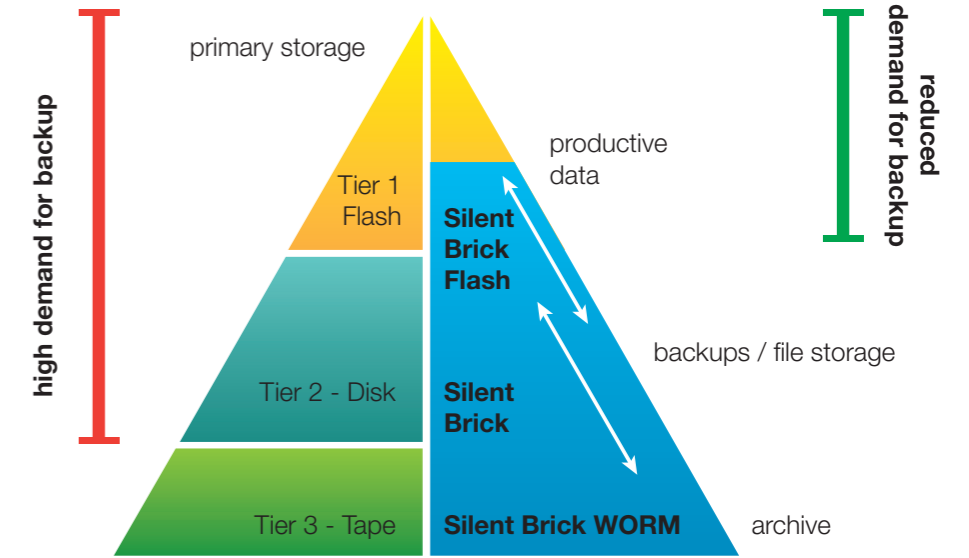 primary storage
high demand for backup
Tier 1
Flash
Tier 2 - Disk
Tier 3 - Tape
Silent
Brick
Flash
Silent
Brick
Silent Brick WORM
productive
data
backups / file storage
archive
reduced
demand for backup